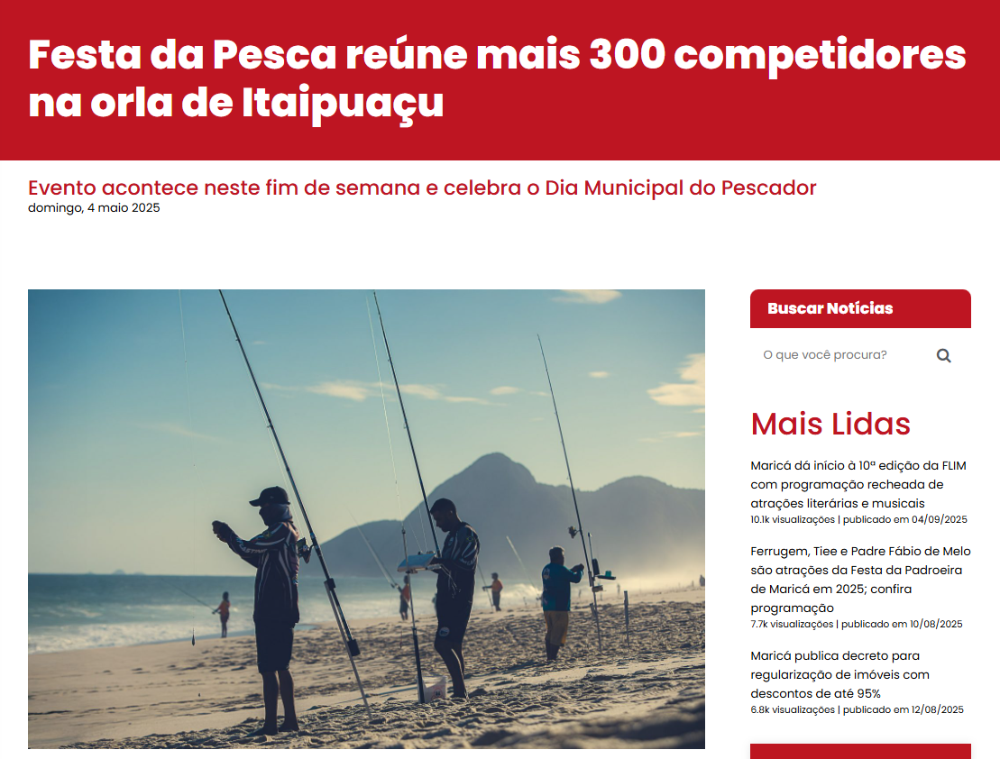 Festa da Pesca reúne mais 300 competidores
na orla de Itaipuaçu
Evento acontece neste fim de semana e celebra o Dia Municipal do Pescador
domingo, 4 maio 2025
Buscar Notícias
O que você procura?
Mais Lidas
Maricá dá início à 10ª edição da FLIM
com programação recheada de
atrações literárias e musicais
10.1k visualizações | publicado em 04/09/2025
Ferrugem, Tiee e Padre Fábio de Melo
são atrações da Festa da Padroeira
de Maricá em 2025; confira
programação
7.7k visualizações | publicado em 10/08/2025
Maricá publica decreto para
regularização de imóveis com
descontos de até 95%
6.8k visualizações | publicado em 12/08/2025